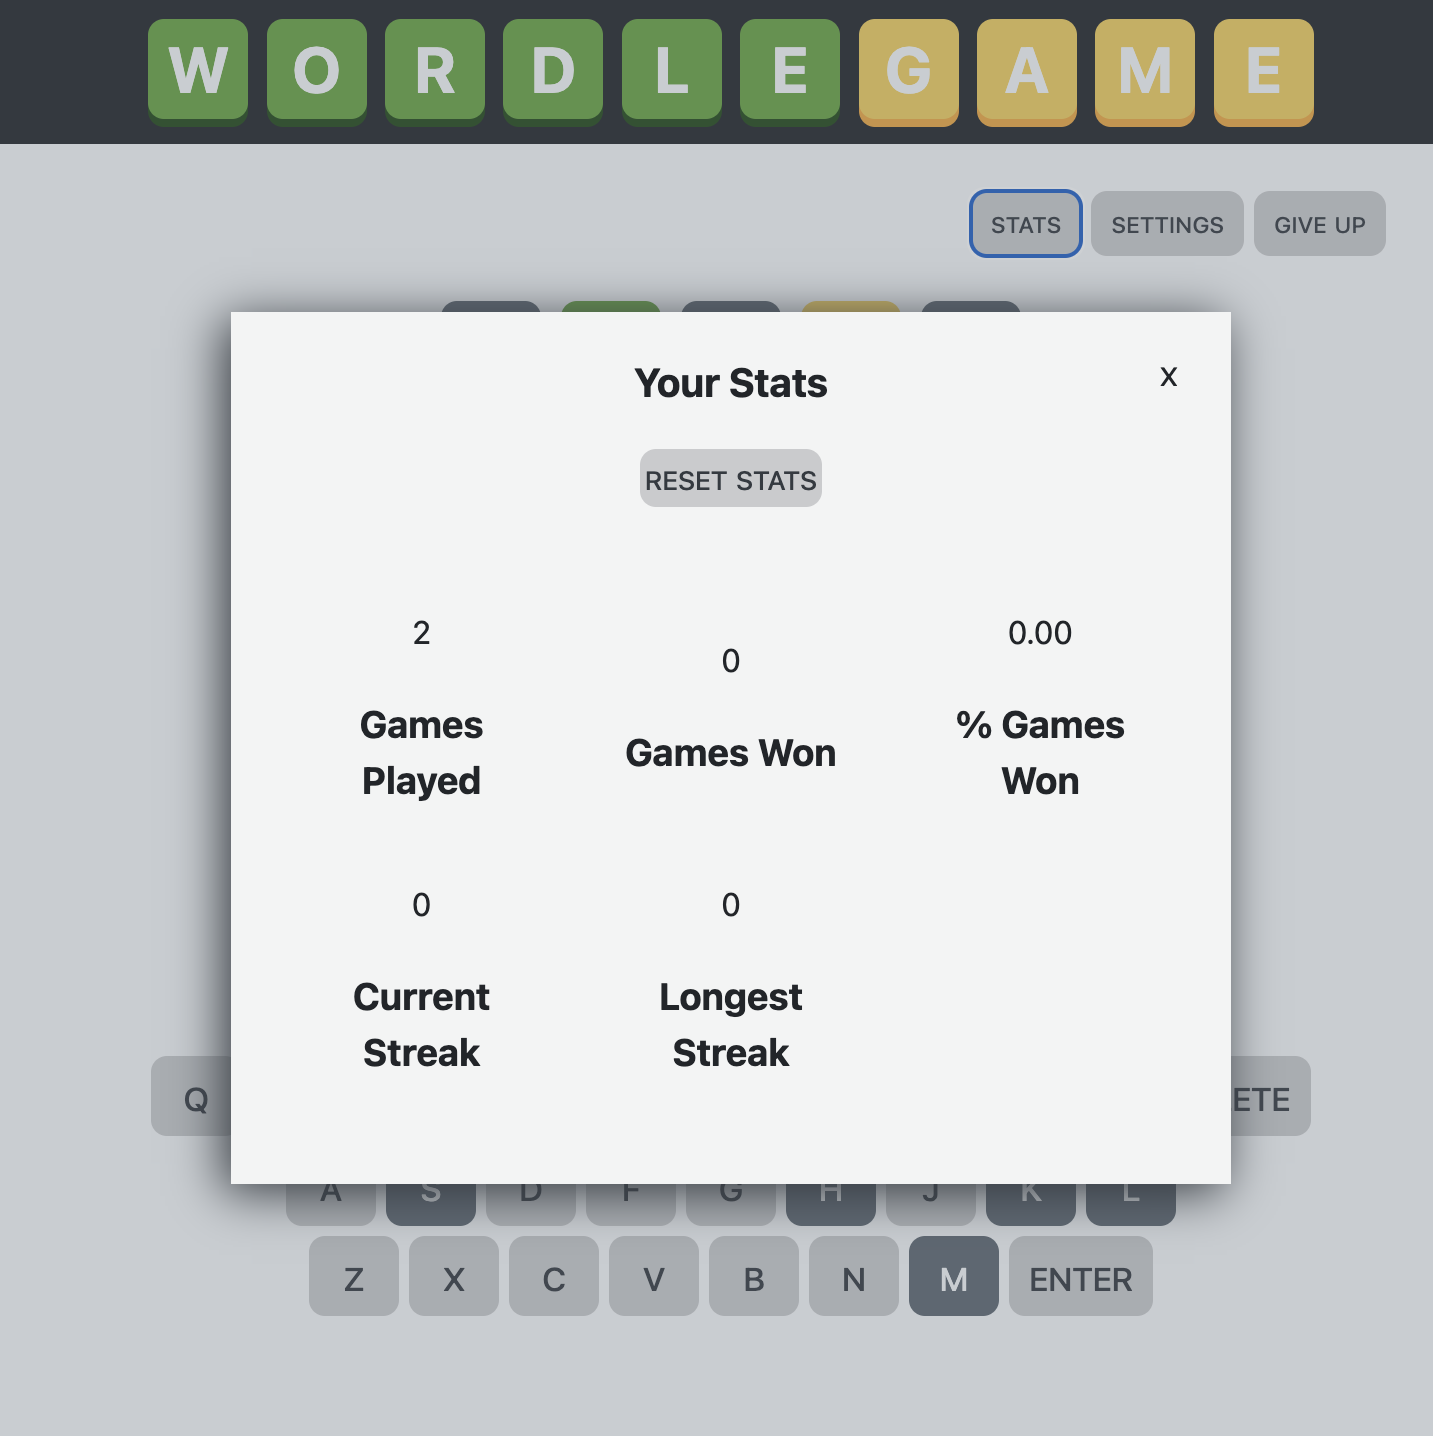 WORDLEGAME
STATS SETTINGS GIVE UP
Your Stats
X
RESET STATS
2
Games
Played
0
Games Won
0.00
% Games
Won
0
Current
Streak
0
Longest
Streak
Q ETE
A S D F G H J K L
Z X C V B N M ENTER